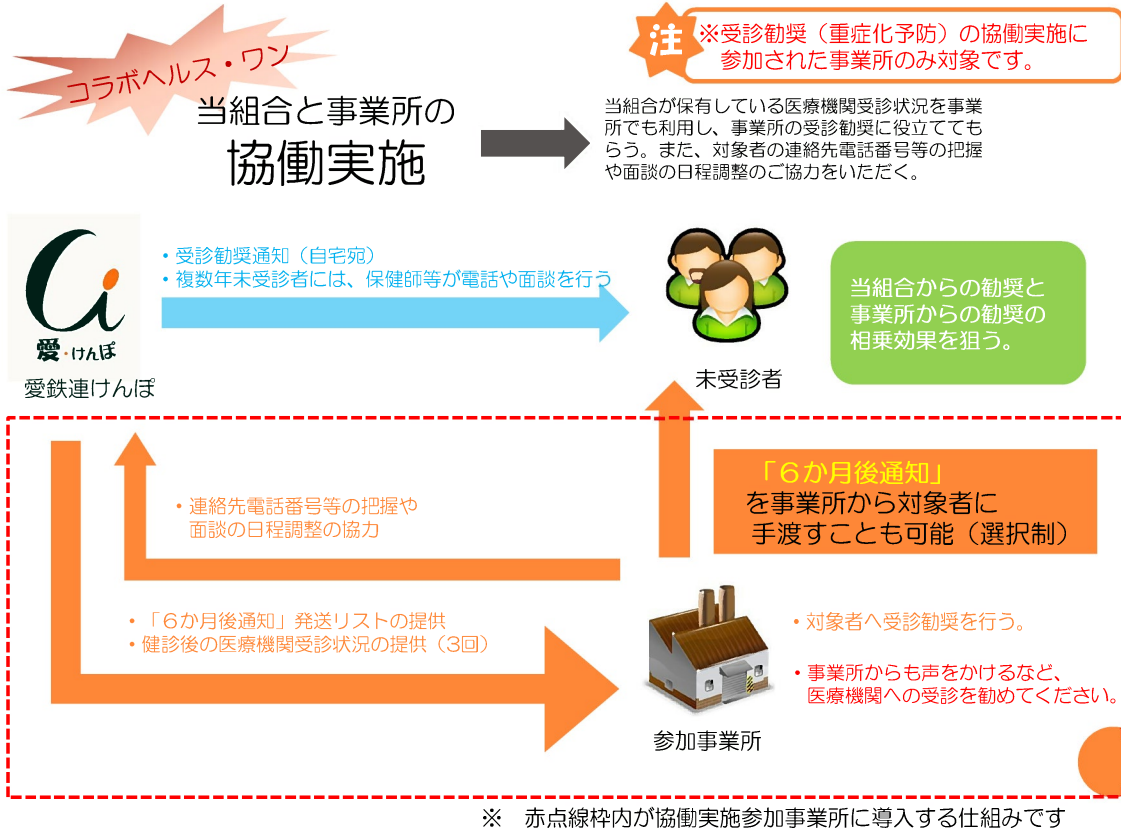 コラボヘルス・ワン
当組合と事業所の
協働実施
注
※受診勧奨（重症化予防）の協働実施に
参加された事業所のみ対象です。
当組合が保有している医療機関受診状況を事業
所でも利用し、事業所の受診勧奨に役立てても
らう。また、対象者の連絡先電話番号等の把握
や面談の日程調整のご協力をいただく。
愛・けんぽ
愛鉄連けんぽ
・受診勧奨通知（自宅宛）
・複数年未受診者には、保健師等が電話や面談を行う
未受診者
当組合からの勧奨と
事業所からの勧奨の
相乗効果を狙う。
・連絡先電話番号等の把握や
面談の日程調整の協力
「６か月後通知」
を事業所から対象者に
手渡すことも可能（選択制）
・「６か月後通知」発送リストの提供
・健診後の医療機関受診状況の提供（3回）
参加事業所
・対象者へ受診勧奨を行う。
・事業所からも声をかけるなど、
医療機関への受診を勧めてください。
※　赤点線枠内が協働実施参加事業所に導入する仕組みです